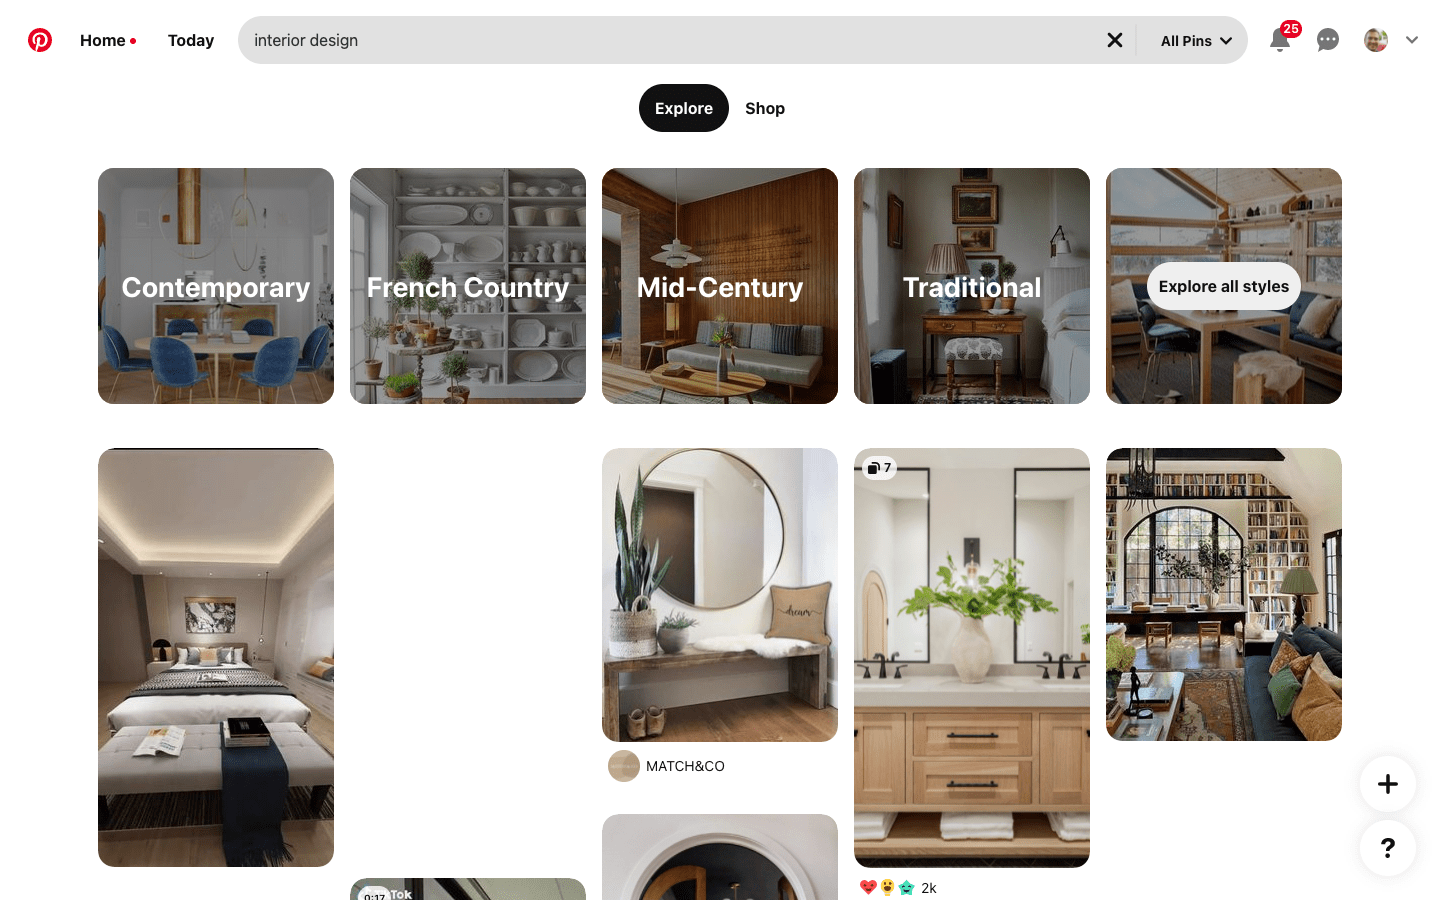 Home
Today
interior design
All Pins
25
Explore
Shop
Contemporary
French Country
Mid-Century
Traditional
Explore all styles
7
dream
MATCH&CO
2k
0:17
Tok
?